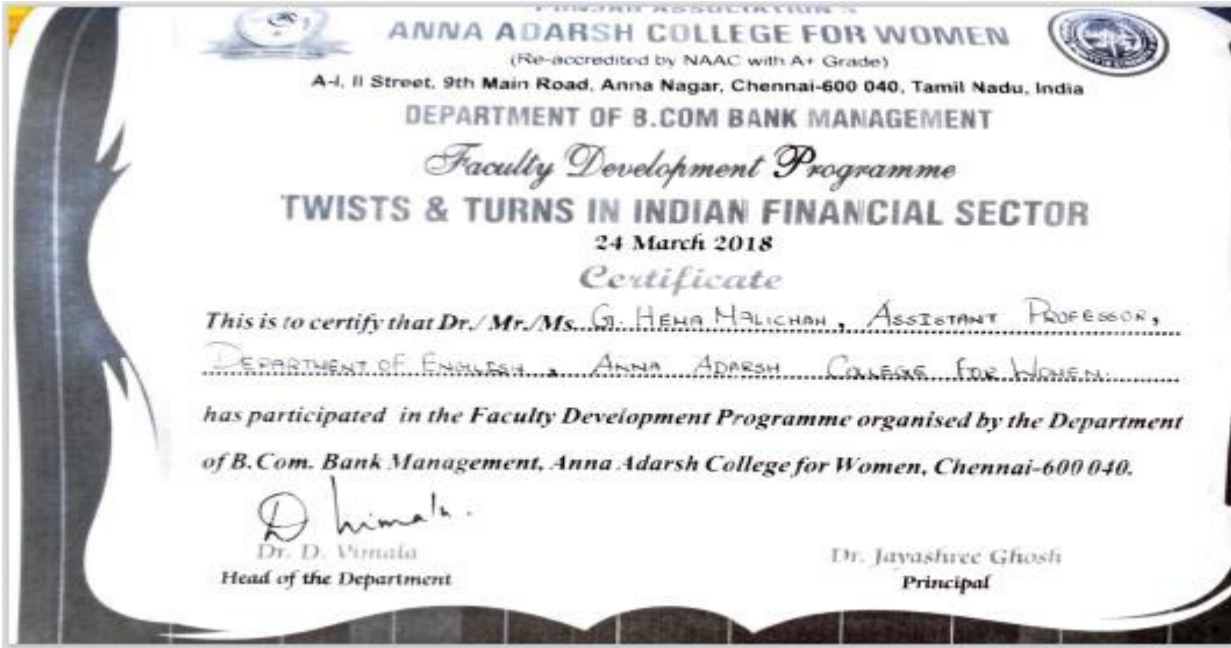 PUNJAB ASSOCIATION'S
ANNA ADARSH COLLEGE FOR WOMEN
(Re-accredited by NAAC with A+ Grade)
A-I, II Street, 9th Main Road, Anna Nagar, Chennai-600 040, Tamil Nadu, India
DEPARTMENT OF B.COM BANK MANAGEMENT
Faculty Development Programme
TWISTS & TURNS IN INDIAN FINANCIAL SECTOR
24 March 2018
Certificate
This is to certify that Dr./Mr./Ms. G. HEMA MALICHAN, ASSISTANT PROFESSOR,
DEPARTMENT OF ENGLISH, ANNA ADARSH COLLEGE FOR WOMEN.
has participated in the Faculty Development Programme organised by the Department
of B.Com. Bank Management, Anna Adarsh College for Women, Chennai-600 040.
D Vimala.
Dr. D. Vimala
Dr. Jayashree Ghosh
Head of the Department
Principal